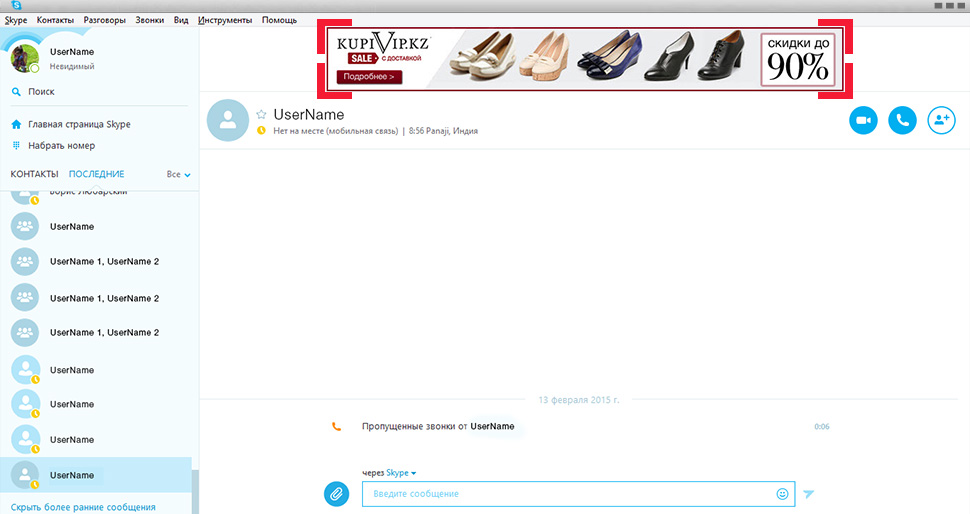 Skype Контакты Разговоры Звонки Вид Инструменты Помощь
UserName
Невидимый
Поиск
Главная страница Skype
Набрать номер
КОНТАКТЫ ПОСЛЕДНИЕ Все
Борис Любарский
UserName
UserName 1, UserName 2
UserName 1, UserName 2
UserName 1, UserName 2
UserName
UserName
UserName
UserName
Скрыть более ранние сообщения
KUPIVIP.KZ
SALE С ДОСТАВКОЙ
Подробнее >
СКИДКИ ДО
90%
UserName
Нет на месте (мобильная связь) | 8:56 Panaji, Индия
13 февраля 2015 г.
Пропущенные звонки от UserName 0:06
через Skype
Введите сообщение